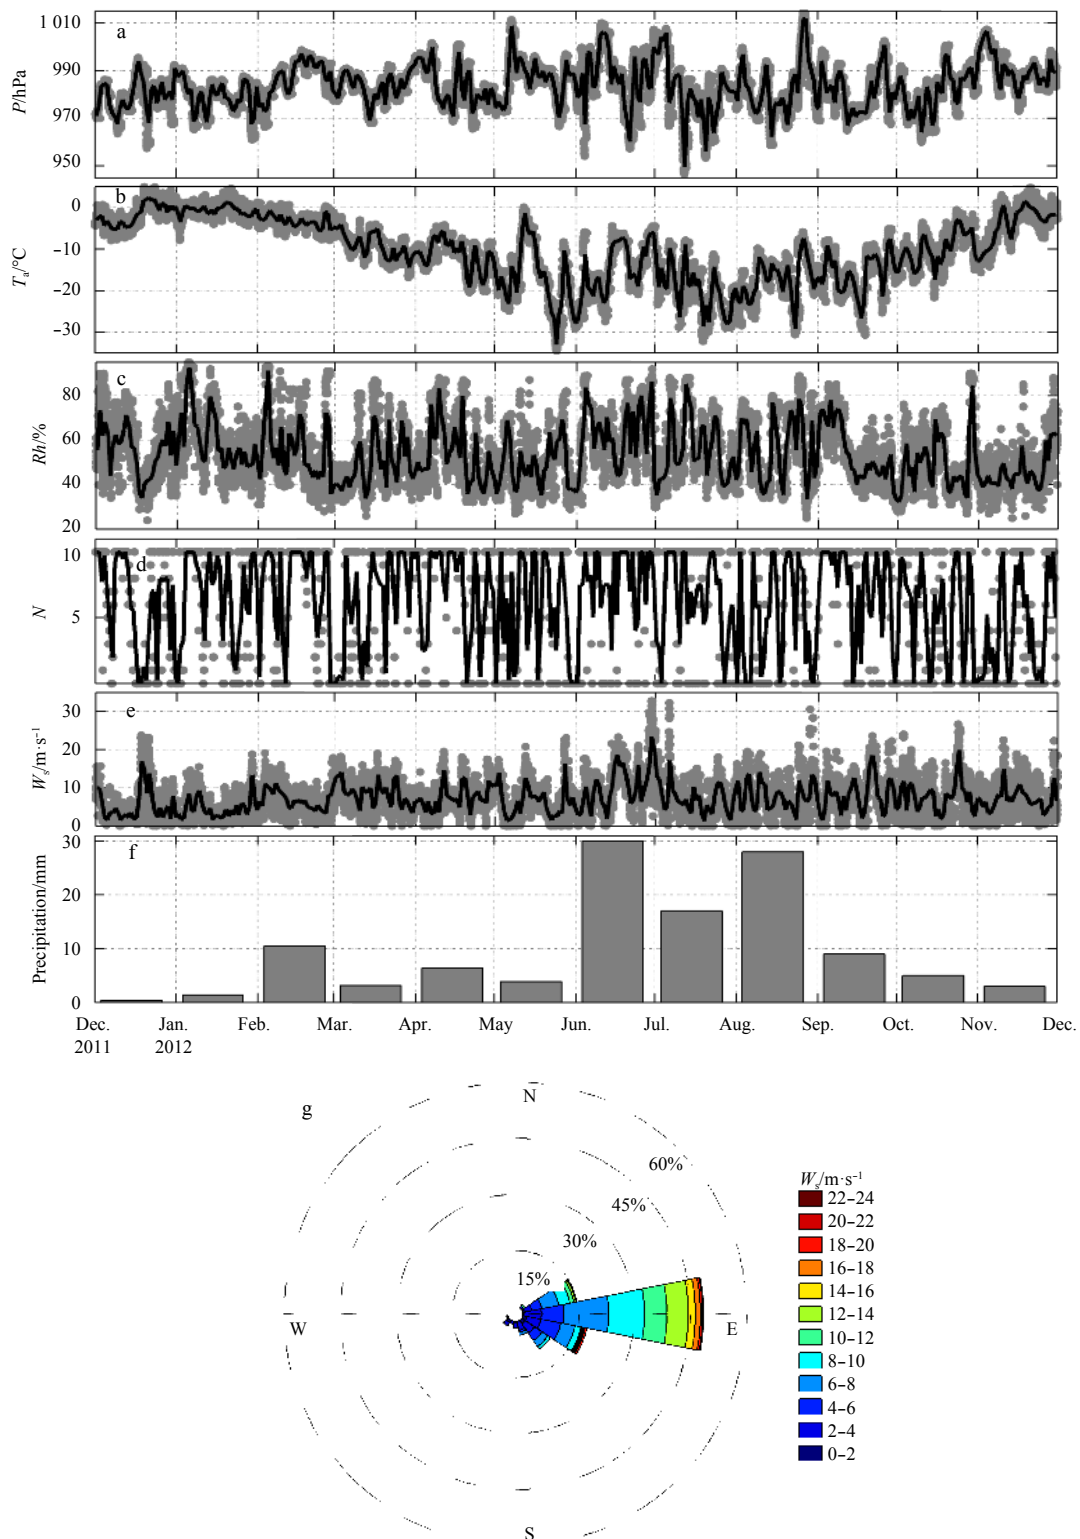 a
1 010
990
970
950
P/hPa
b
0
-10
-20
-30
Ta/°C
c
80
60
40
20
Rh/%
d
10
5
N
e
30
20
10
0
Ws/m·s⁻¹
f
30
20
10
0
Precipitation/mm
Dec. Jan. Feb. Mar. Apr. May Jun. Jul. Aug. Sep. Oct. Nov. Dec.
2011 2012
g
N
60%
45%
30%
15%
W
E
S
Ws/m·s⁻¹
22-24
20-22
18-20
16-18
14-16
12-14
10-12
8-10
6-8
4-6
2-4
0-2